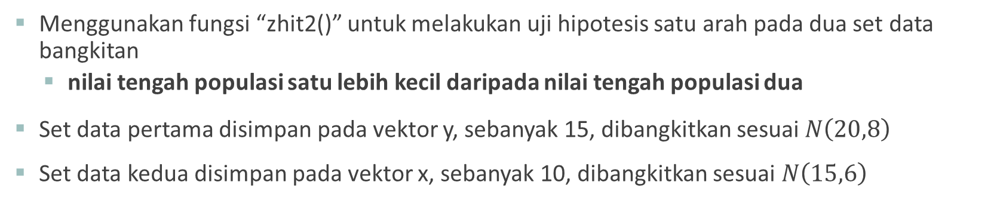 ▪ Menggunakan fungsi “zhit2()” untuk melakukan uji hipotesis satu arah pada dua set data
bangkitan
▪ nilai tengah populasi satu lebih kecil daripada nilai tengah populasi dua
▪ Set data pertama disimpan pada vektor y, sebanyak 15, dibangkitkan sesuai N(20,8)
▪ Set data kedua disimpan pada vektor x, sebanyak 10, dibangkitkan sesuai N(15,6)